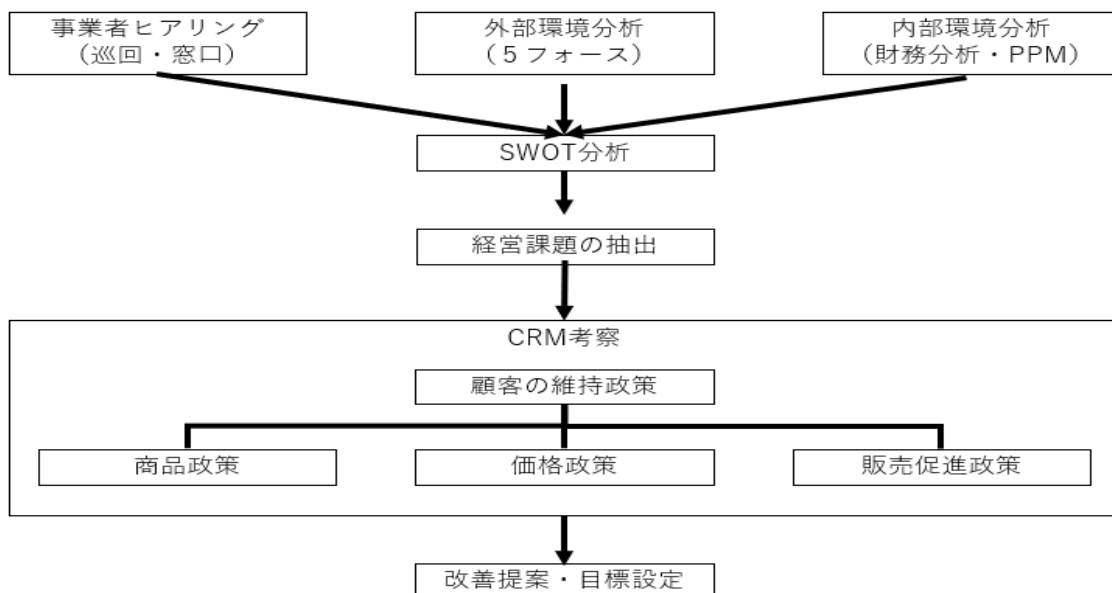 事業者ヒアリング
（巡回・窓口）
外部環境分析
（５フォース）
内部環境分析
（財務分析・PPM）
SWOT分析
経営課題の抽出
CRM考察
顧客の維持政策
商品政策
価格政策
販売促進政策
改善提案・目標設定